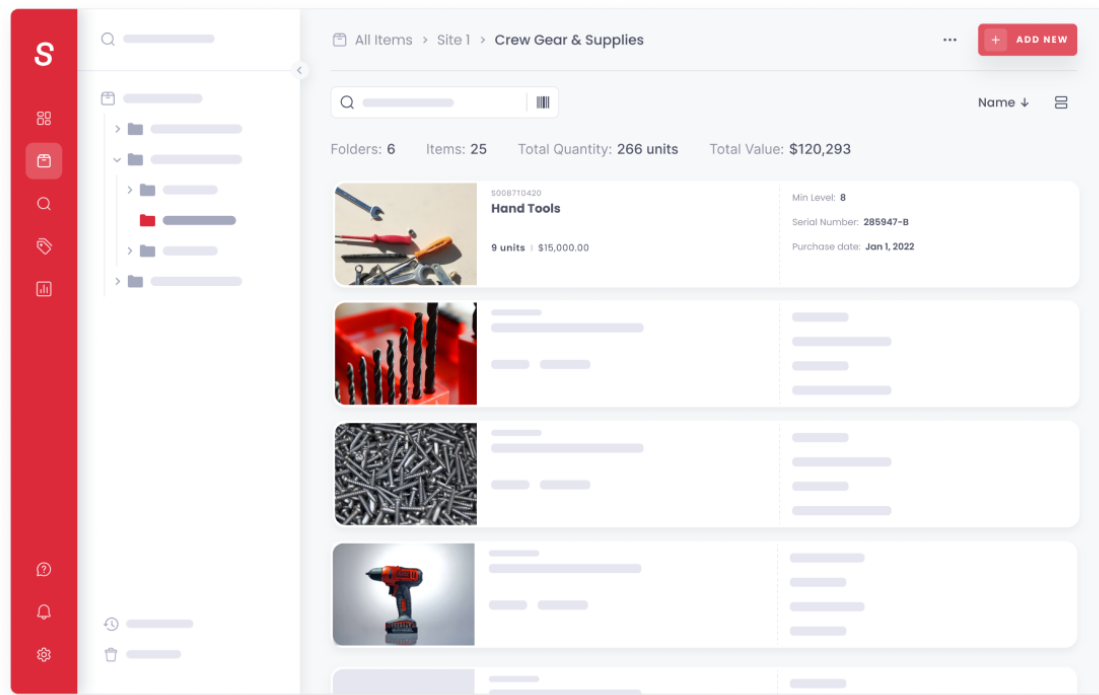 S
All Items > Site 1 > Crew Gear & Supplies
... + ADD NEW
Name ↓
Folders: 6 Items: 25 Total Quantity: 266 units Total Value: $120,293
S008770420
Hand Tools
9 units | $15,000.00
Min Level: 8
Serial Number: 285947-B
Purchase date: Jan 1, 2022